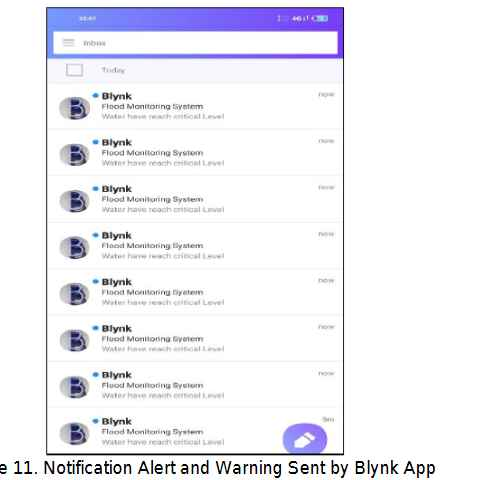 Inbox
Today
Blynk
now
Flood Monitoring System
Water have reach critical Level
Blynk
now
Flood Monitoring System
Water have reach critical Level
Blynk
now
Flood Monitoring System
Water have reach critical Level
Blynk
now
Flood Monitoring System
Water have reach critical Level
Blynk
now
Flood Monitoring System
Water have reach critical Level
Blynk
now
Flood Monitoring System
Water have reach critical Level
Blynk
now
Flood Monitoring System
Water have reach critical Level
Blynk
5m
Flood Monitoring System
Water have reach critical Level
e 11. Notification Alert and Warning Sent by Blynk App